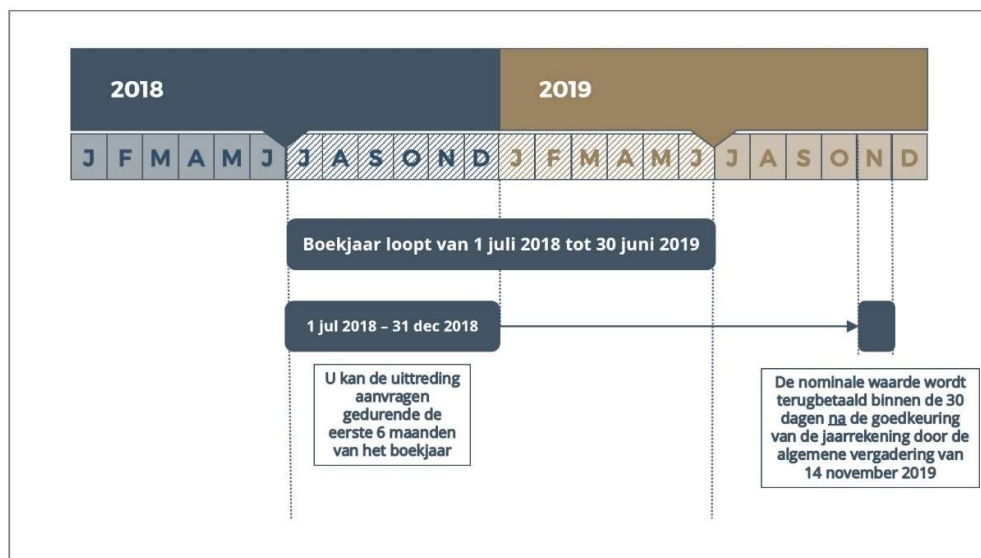 2018 2019
J F M A M J J A S O N D J F M A M J J A S O N D
Boekjaar loopt van 1 juli 2018 tot 30 juni 2019
1 jul 2018 – 31 dec 2018
U kan de uittreding
aanvragen
gedurende de
eerste 6 maanden
van het boekjaar
De nominale waarde wordt
terugbetaald binnen de 30
dagen na de goedkeuring
van de jaarrekening door de
algemene vergadering van
14 november 2019